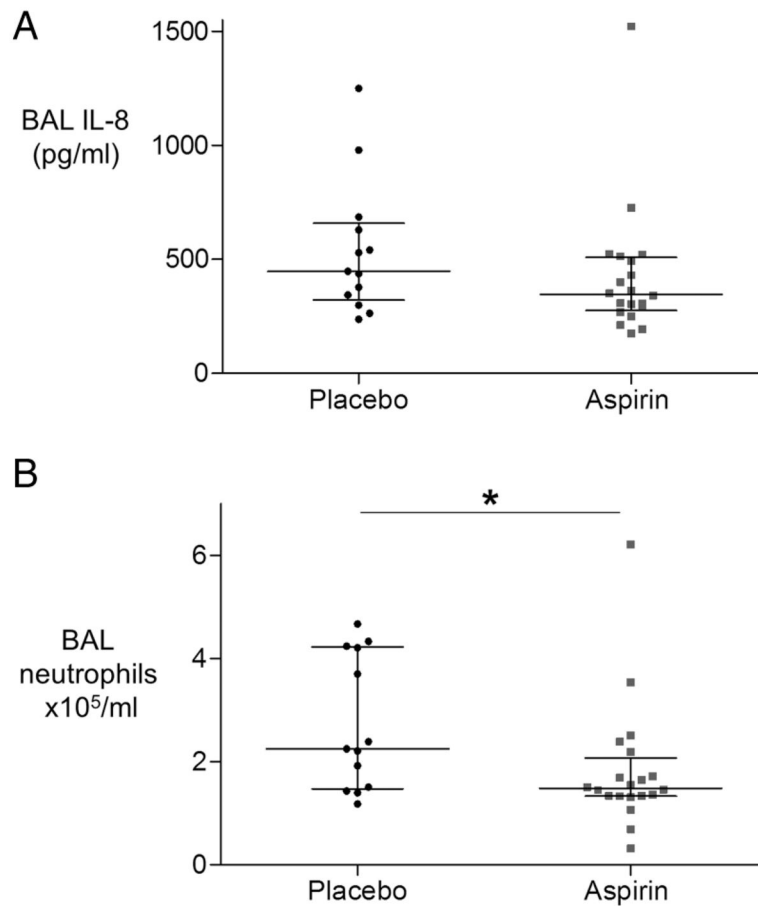 A
BAL IL-8
(pg/ml)
1500
1000
500
0
Placebo Aspirin
B
*
BAL
neutrophils
x10⁵/ml
6
4
2
0
Placebo Aspirin